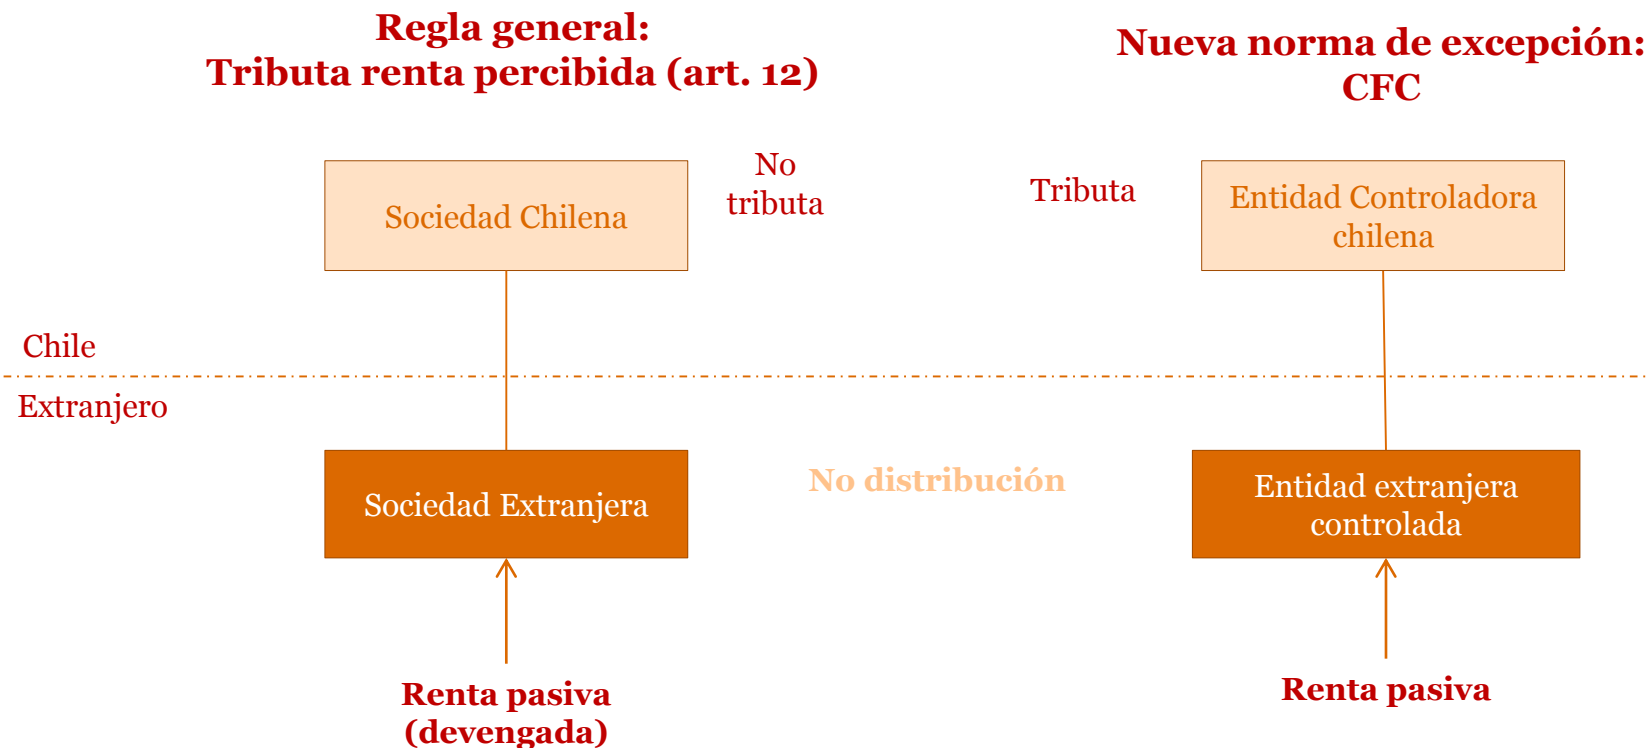 Regla general:
Tributa renta percibida (art. 12)
Nueva norma de excepción:
CFC
Sociedad Chilena
No
tributa
Tributa
Entidad Controladora
chilena
Chile
Extranjero
Sociedad Extranjera
No distribución
Entidad extranjera
controlada
Renta pasiva
(devengada)
Renta pasiva